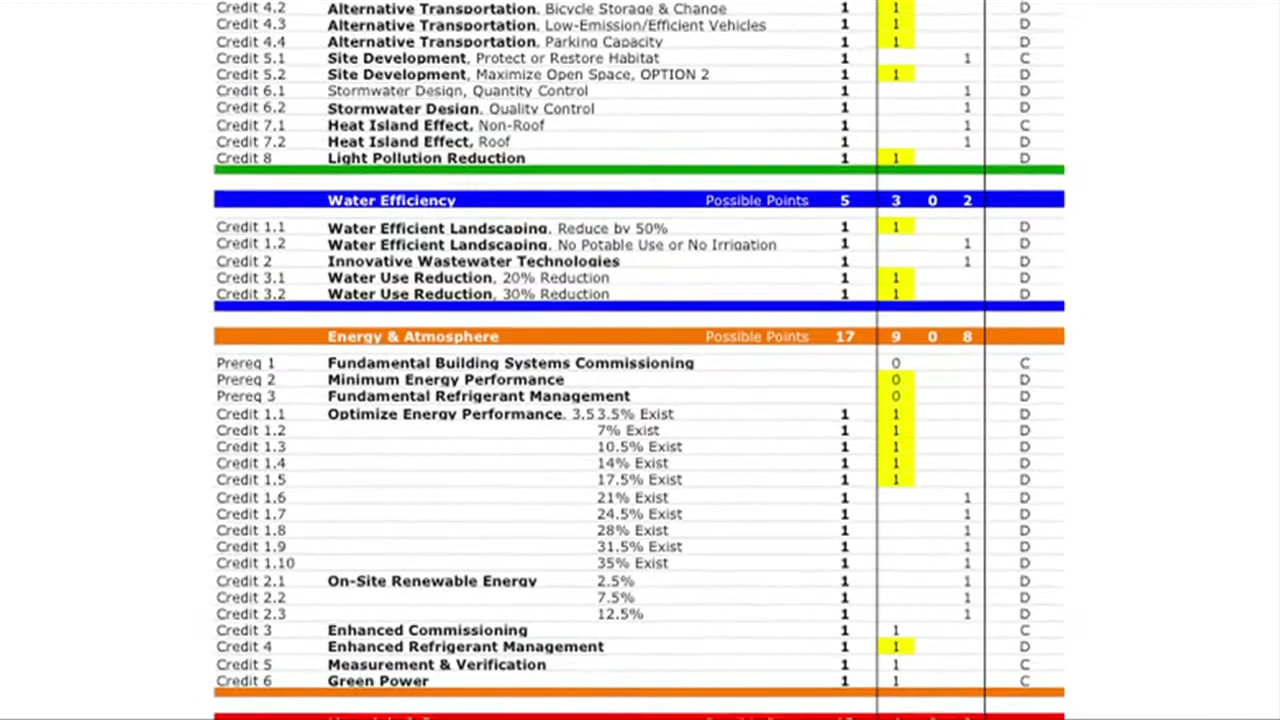 Credit 4.2 Alternative Transportation, Bicycle Storage & Change 1 1 D
Credit 4.3 Alternative Transportation, Low-Emission/Efficient Vehicles 1 1 D
Credit 4.4 Alternative Transportation, Parking Capacity 1 1 D
Credit 5.1 Site Development, Protect or Restore Habitat 1 1 C
Credit 5.2 Site Development, Maximize Open Space, OPTION 2 1 1 D
Credit 6.1 Stormwater Design, Quantity Control 1 1 D
Credit 6.2 Stormwater Design, Quality Control 1 1 D
Credit 7.1 Heat Island Effect, Non-Roof 1 1 C
Credit 7.2 Heat Island Effect, Roof 1 1 D
Credit 8 Light Pollution Reduction 1 1 D
Water Efficiency Possible Points 5 3 0 2
Credit 1.1 Water Efficient Landscaping, Reduce by 50% 1 1 D
Credit 1.2 Water Efficient Landscaping, No Potable Use or No Irrigation 1 1 D
Credit 2 Innovative Wastewater Technologies 1 1 D
Credit 3.1 Water Use Reduction, 20% Reduction 1 1 D
Credit 3.2 Water Use Reduction, 30% Reduction 1 1 D
Energy & Atmosphere Possible Points 17 9 0 8
Prereq 1 Fundamental Building Systems Commissioning 0 C
Prereq 2 Minimum Energy Performance 0 D
Prereq 3 Fundamental Refrigerant Management 0 D
Credit 1.1 Optimize Energy Performance, 3.5 3.5% Exist 1 1 D
Credit 1.2 7% Exist 1 1 D
Credit 1.3 10.5% Exist 1 1 D
Credit 1.4 14% Exist 1 1 D
Credit 1.5 17.5% Exist 1 1 D
Credit 1.6 21% Exist 1 1 D
Credit 1.7 24.5% Exist 1 1 D
Credit 1.8 28% Exist 1 1 D
Credit 1.9 31.5% Exist 1 1 D
Credit 1.10 35% Exist 1 1 D
Credit 2.1 On-Site Renewable Energy 2.5% 1 1 D
Credit 2.2 7.5% 1 1 D
Credit 2.3 12.5% 1 1 D
Credit 3 Enhanced Commissioning 1 1 C
Credit 4 Enhanced Refrigerant Management 1 1 D
Credit 5 Measurement & Verification 1 1 C
Credit 6 Green Power 1 1 C